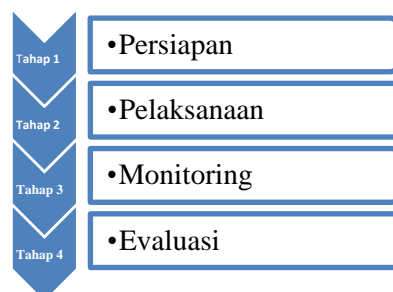 Tahap 1
•Persiapan
Tahap 2
•Pelaksanaan
Tahap 3
•Monitoring
Tahap 4
•Evaluasi